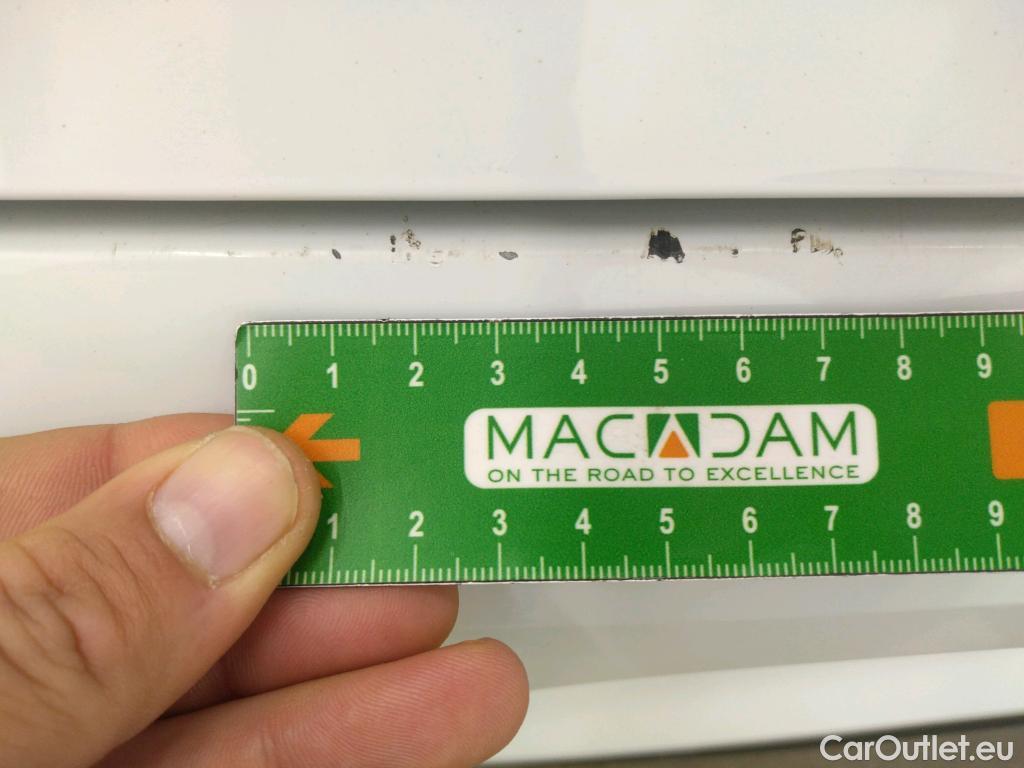 0 1 2 3 4 5 6 7 8 9
MACADAM
ON THE ROAD TO EXCELLENCE
1 2 3 4 5 6 7 8 9
CarOutlet.eu